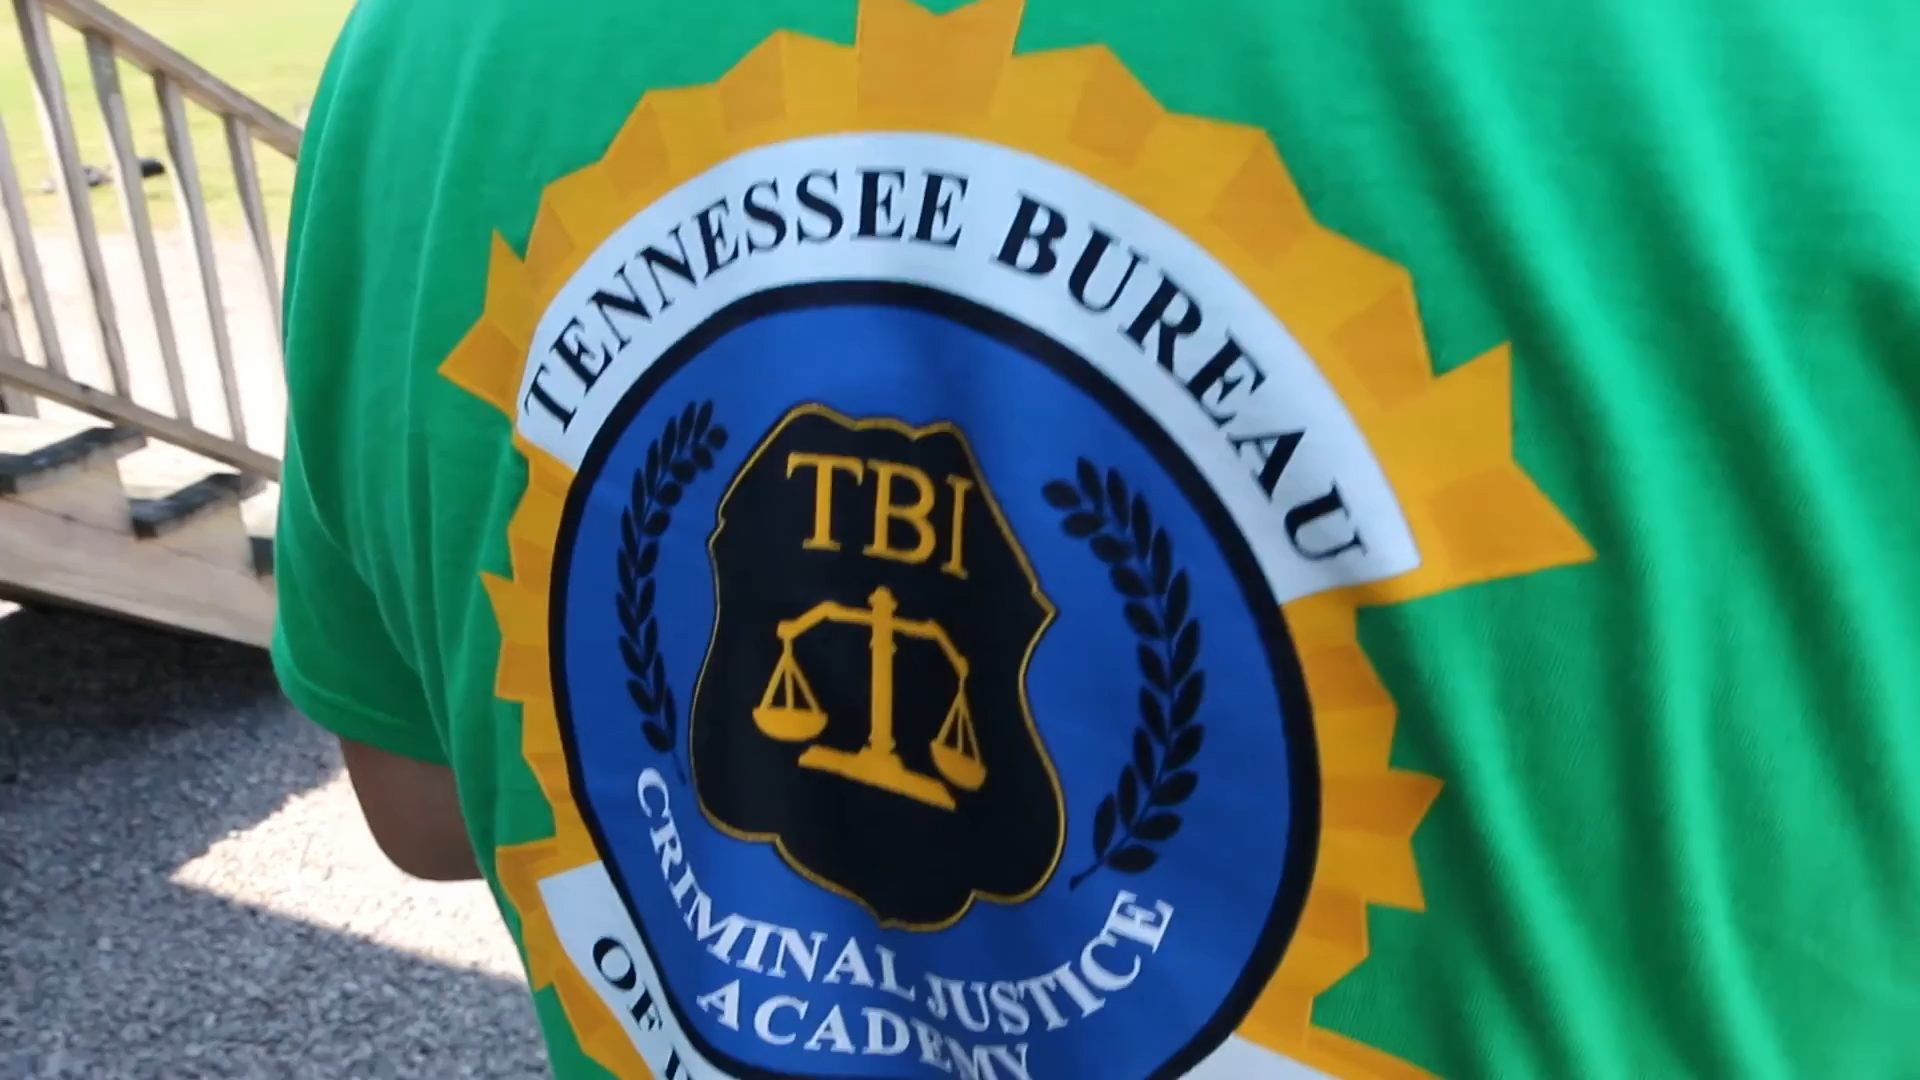 TENNESSEE BUREAU
TBI
CRIMINAL JUSTICE
ACADEMY
OF